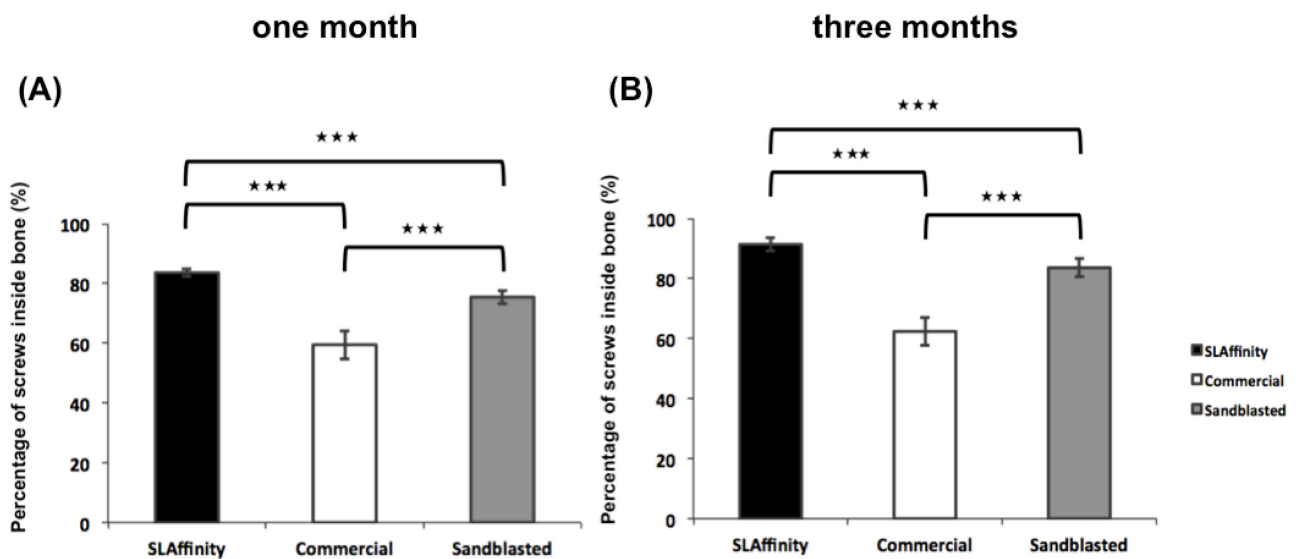 one month
three months
(A)
★★★
★★★
★★★
Percentage of screws inside bone (%)
100
80
60
40
20
0
SLAffinity
Commercial
Sandblasted
(B)
★★★
★★★
★★★
Percentage of screws inside bone (%)
100
80
60
40
20
0
SLAffinity
Commercial
Sandblasted
SLAffinity
Commercial
Sandblasted